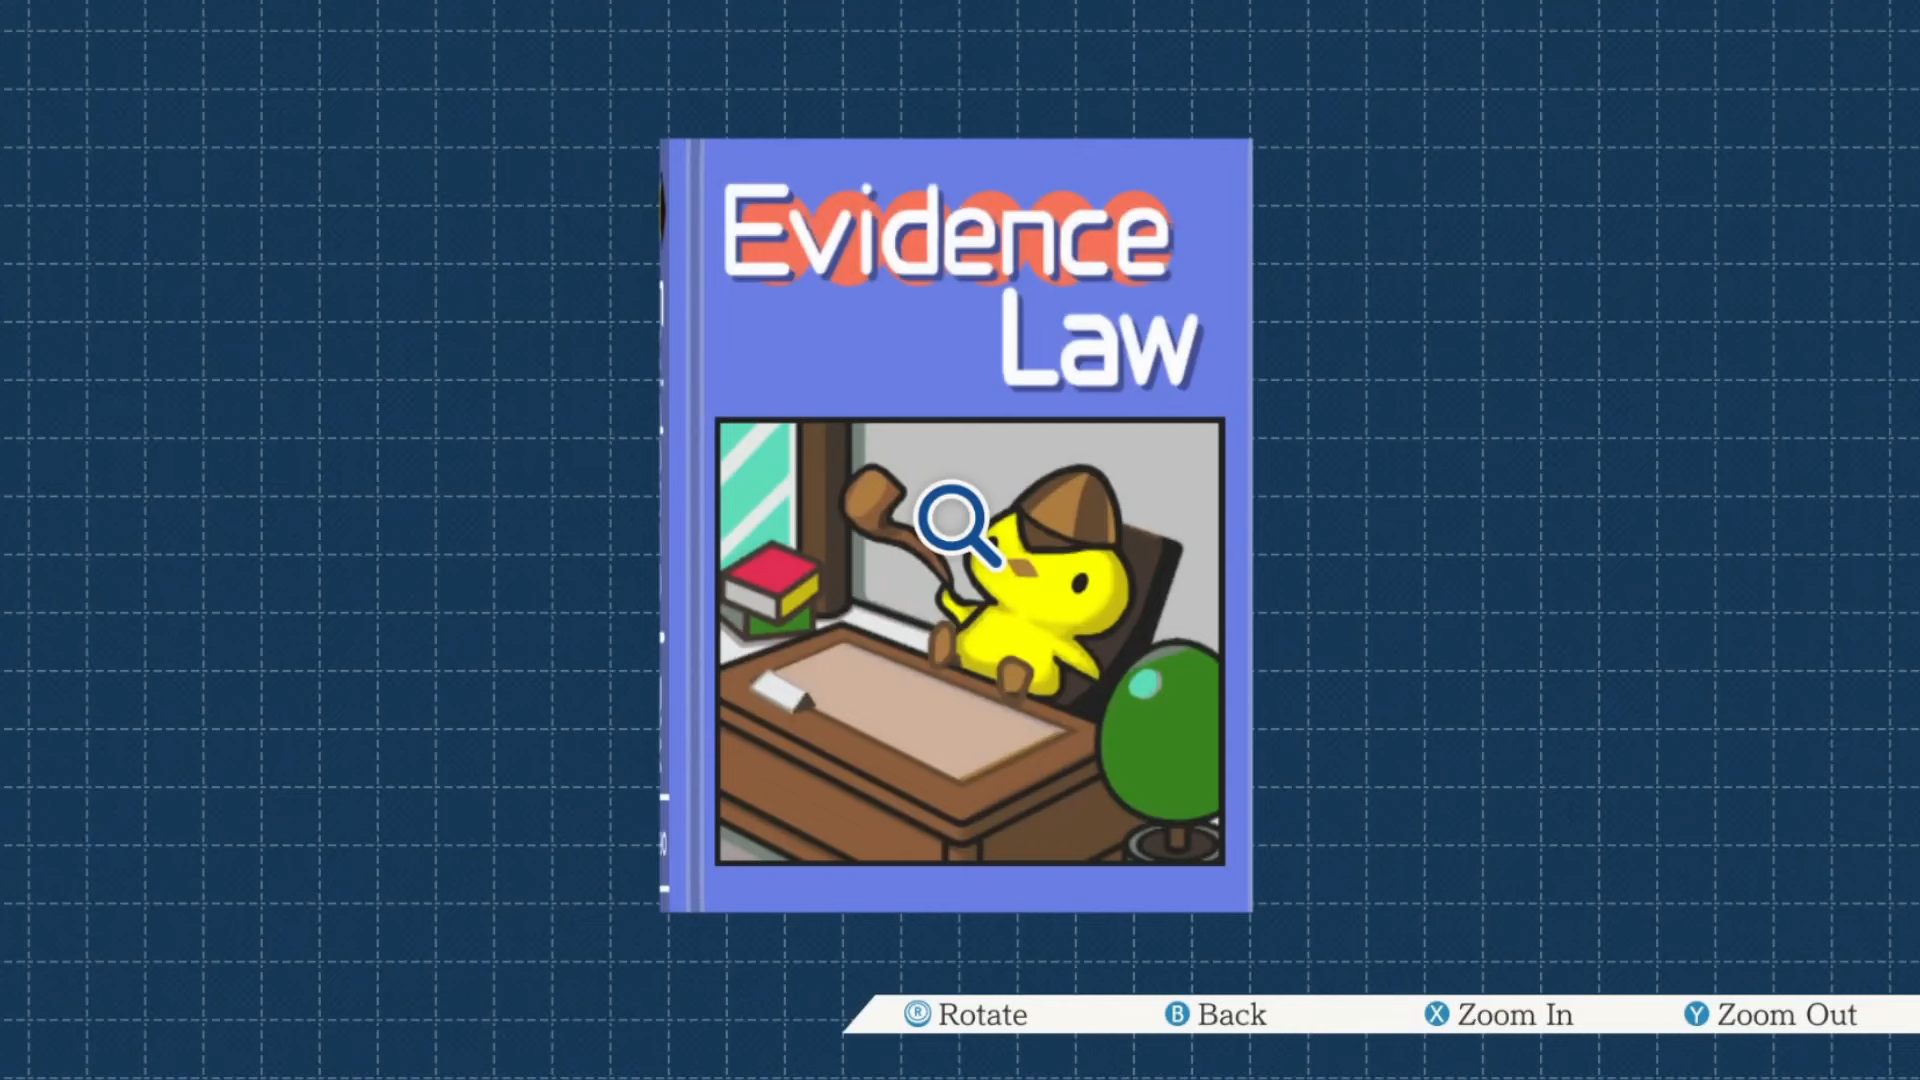 Evidence
Law
R Rotate
B Back
X Zoom In
Y Zoom Out